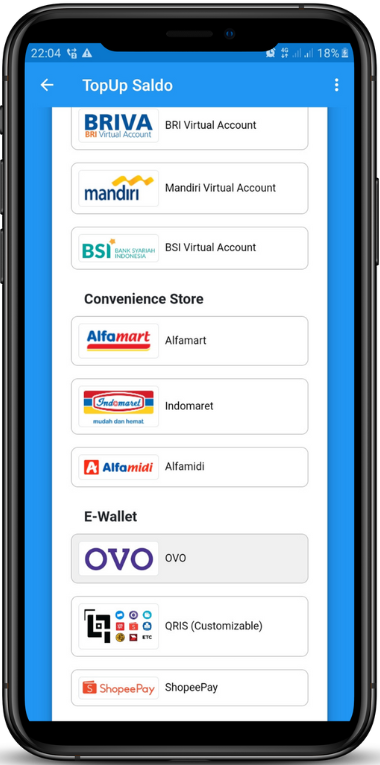 22:04
4G
18%
TopUp Saldo
BRIVA
BRI Virtual Account
BRI Virtual Account
mandırı
Mandiri Virtual Account
BSI BANK SYARIAH
INDONESIA
BSI Virtual Account
Convenience Store
Alfamart
Alfamart
Indomaret
mudah dan hemat
Indomaret
Alfamidi
Alfamidi
E-Wallet
OVO
OVO
ETC
QRIS (Customizable)
ShopeePay
ShopeePay